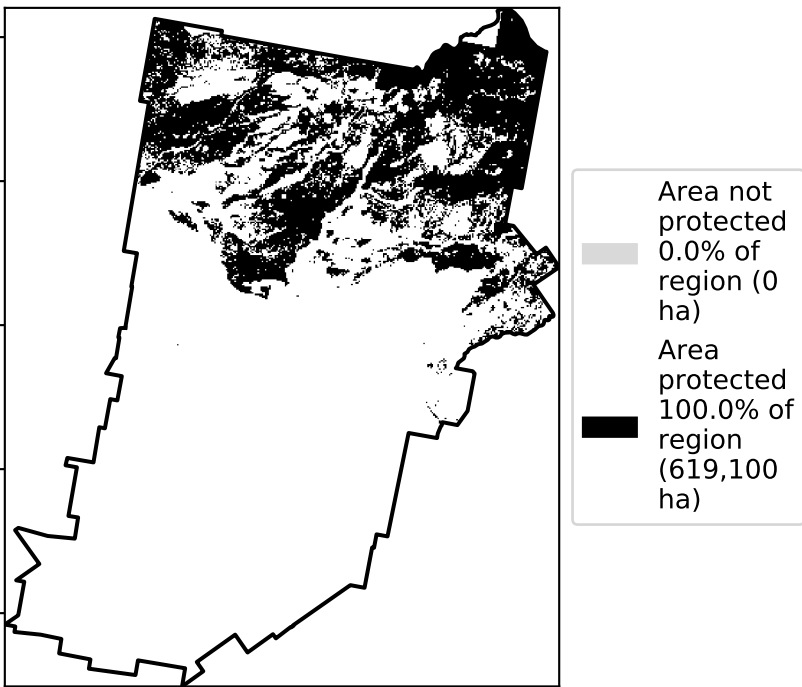 Area not
protected
0.0% of
region (0
ha)
Area
protected
100.0% of
region
(619,100
ha)